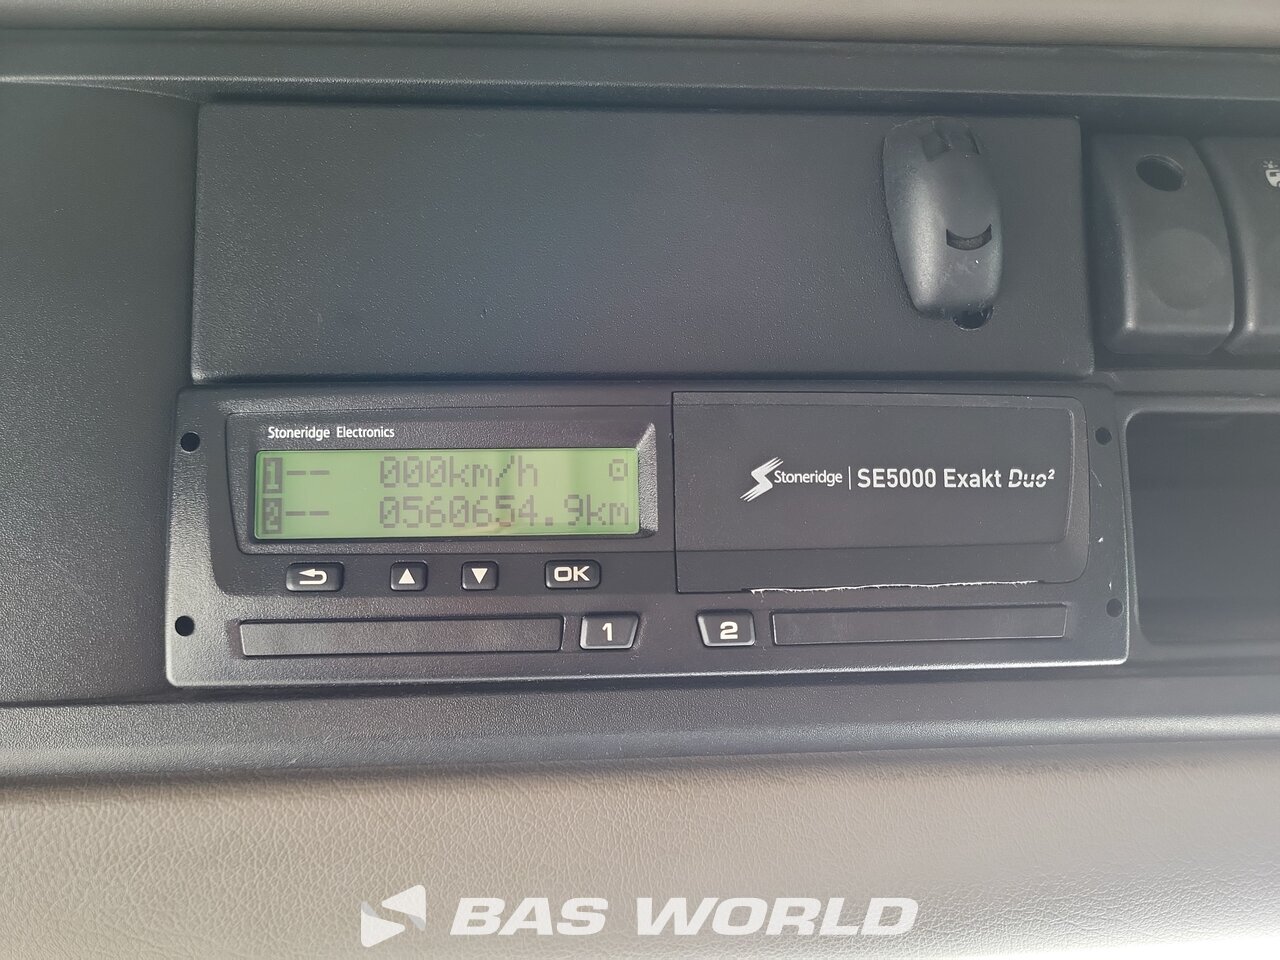 Stoneridge Electronics
1-- 000km/h
2-- 0560654.9km
OK
1
2
Stoneridge | SE5000 Exakt Duo²
BAS WORLD